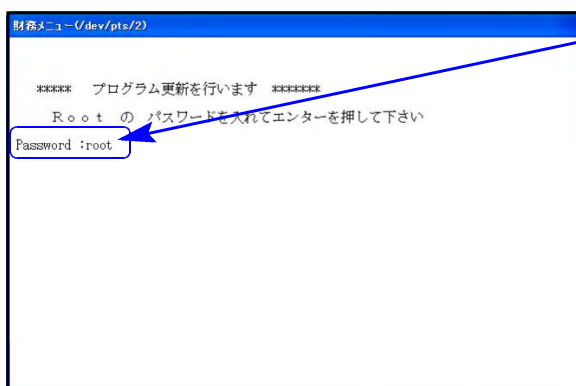 財務メニュー(/dev/pts/2)
***** プログラム更新を行います *******
Root の パスワードを入れてエンターを押して下さい
Password :root